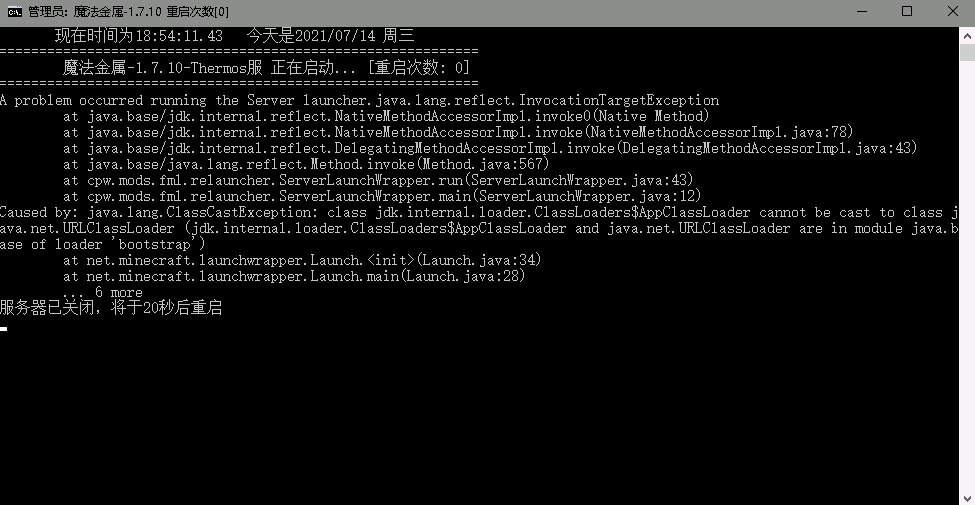 管理员: 魔法金属-1.7.10 重启次数[0]
现在时间为18:54:11.43 今天是2021/07/14 周三
============================================================
魔法金属-1.7.10-Thermos服 正在启动... [重启次数: 0]
============================================================
A problem occurred running the Server launcher.java.lang.reflect.InvocationTargetException
at java.base/jdk.internal.reflect.NativeMethodAccessorImpl.invoke0(Native Method)
at java.base/jdk.internal.reflect.NativeMethodAccessorImpl.invoke(NativeMethodAccessorImpl.java:78)
at java.base/jdk.internal.reflect.DelegatingMethodAccessorImpl.invoke(DelegatingMethodAccessorImpl.java:43)
at java.base/java.lang.reflect.Method.invoke(Method.java:567)
at cpw.mods.fml.relauncher.ServerLaunchWrapper.run(ServerLaunchWrapper.java:43)
at cpw.mods.fml.relauncher.ServerLaunchWrapper.main(ServerLaunchWrapper.java:12)
Caused by: java.lang.ClassCastException: class jdk.internal.loader.ClassLoaders$AppClassLoader cannot be cast to class j
ava.net.URLClassLoader (jdk.internal.loader.ClassLoaders$AppClassLoader and java.net.URLClassLoader are in module java.b
ase of loader 'bootstrap')
at net.minecraft.launchwrapper.Launch.<init>(Launch.java:34)
at net.minecraft.launchwrapper.Launch.main(Launch.java:28)
... 6 more
服务器已关闭，将于20秒后重启